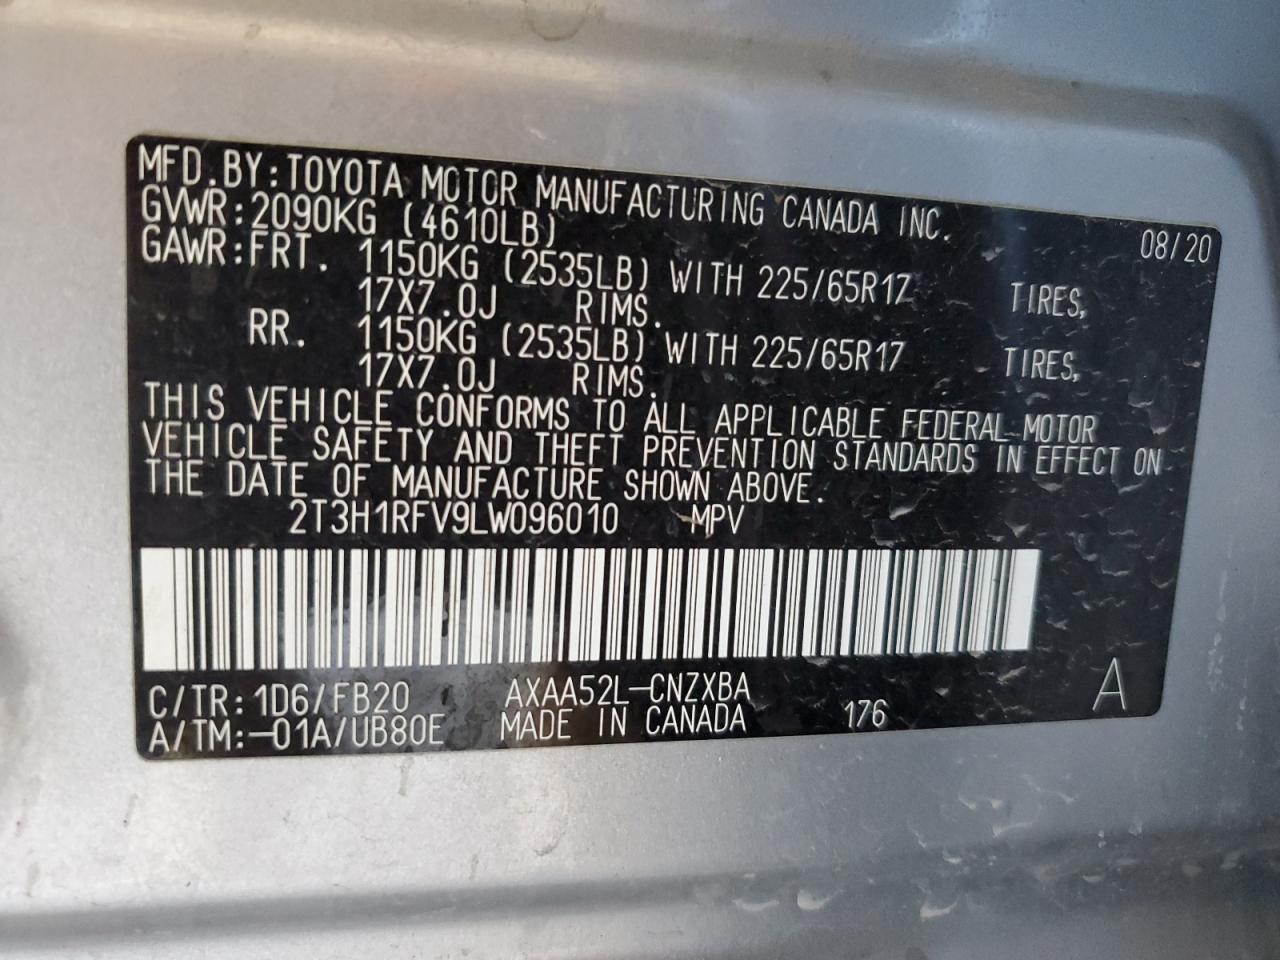 MFD.BY:TOYOTA MOTOR MANUFACTURING CANADA INC. 08/20
GVWR:2090KG (4610LB)
GAWR:FRT. 1150KG (2535LB) WITH 225/65R17 TIRES,
17X7.0J RIMS.
RR. 1150KG (2535LB) WITH 225/65R17 TIRES,
17X7.0J RIMS.
THIS VEHICLE CONFORMS TO ALL APPLICABLE FEDERAL MOTOR
VEHICLE SAFETY AND THEFT PREVENTION STANDARDS IN EFFECT ON
THE DATE OF MANUFACTURE SHOWN ABOVE.
2T3H1RFV9LW096010 MPV
C/TR:1D6/FB20 AXAA52L-CNZXBA A
A/TM:-01A/UB80E MADE IN CANADA 176